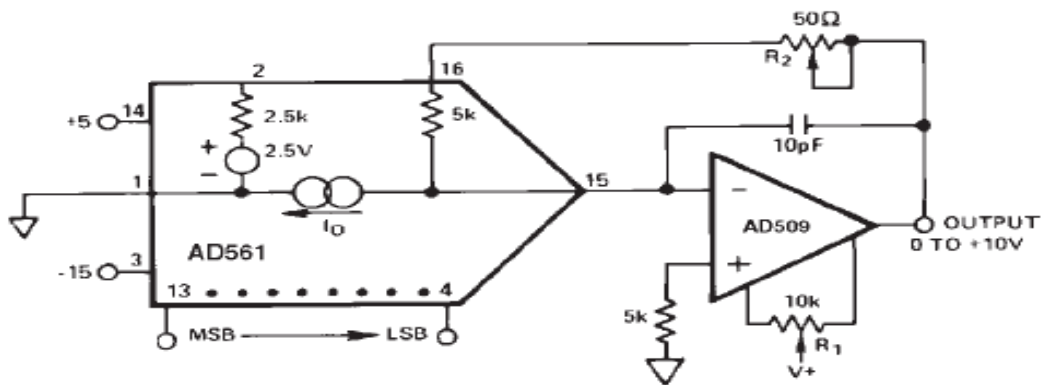 50Ω
R2
2
16
14
+5
2.5k
5k
+
2.5V
−
10pF
1
15
IO
−
AD509
OUTPUT
0 TO +10V
AD561
+
-15
3
13
4
5k
10k
MSB
LSB
R1
V+